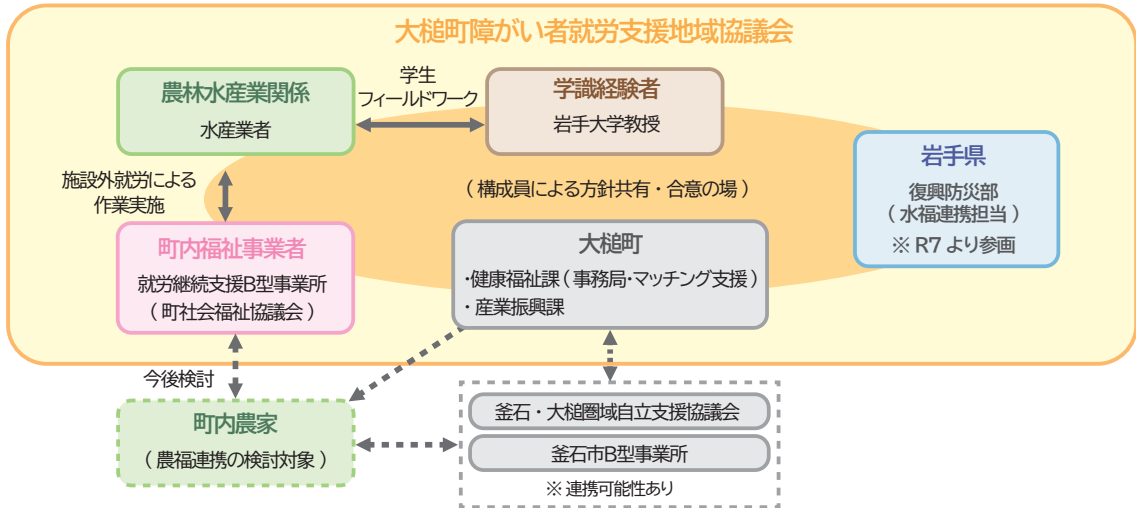 大槌町障がい者就労支援地域協議会
農林水産業関係
水産業者
学生
フィールドワーク
学識経験者
岩手大学教授
岩手県
復興防災部
（ 水福連携担当 ）
※ R7 より参画
施設外就労による
作業実施
（ 構成員による方針共有・合意の場 ）
町内福祉事業者
就労継続支援B型事業所
（ 町社会福祉協議会 ）
大槌町
・健康福祉課（ 事務局・マッチング支援 ）
・産業振興課
今後検討
町内農家
（ 農福連携の検討対象 ）
釜石・大槌圏域自立支援協議会
釜石市B型事業所
※ 連携可能性あり